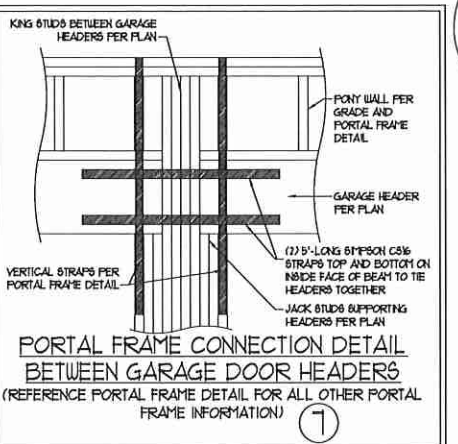 KING STUDS BETWEEN GARAGE
HEADERS PER PLAN
PONY WALL PER
GRADE AND
PORTAL FRAME
DETAIL
GARAGE HEADER
PER PLAN
(2) 5'-LONG SIMPSON CS16
STRAPS TOP AND BOTTOM ON
INSIDE FACE OF BEAM TO TIE
HEADERS TOGETHER
VERTICAL STRAPS PER
PORTAL FRAME DETAIL
JACK STUDS SUPPORTING
HEADERS PER PLAN
PORTAL FRAME CONNECTION DETAIL
BETWEEN GARAGE DOOR HEADERS
(REFERENCE PORTAL FRAME DETAIL FOR ALL OTHER PORTAL
FRAME INFORMATION)
7